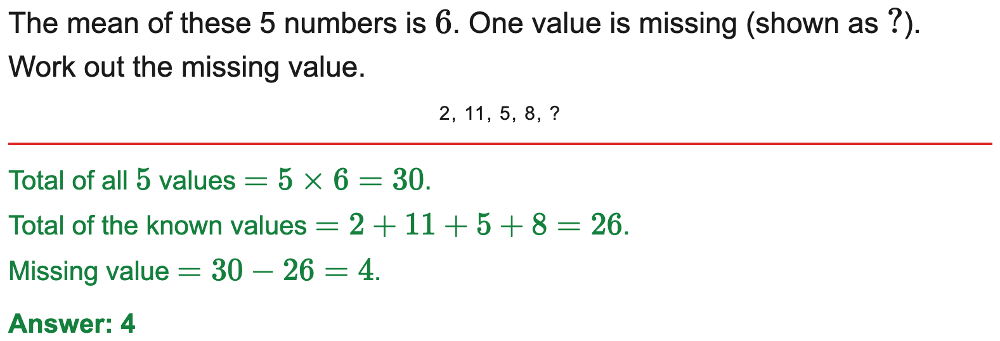 The mean of these 5 numbers is 6. One value is missing (shown as ?).
Work out the missing value.
2, 11, 5, 8, ?
Total of all 5 values = 5 × 6 = 30.
Total of the known values = 2 + 11 + 5 + 8 = 26.
Missing value = 30 − 26 = 4.
Answer: 4